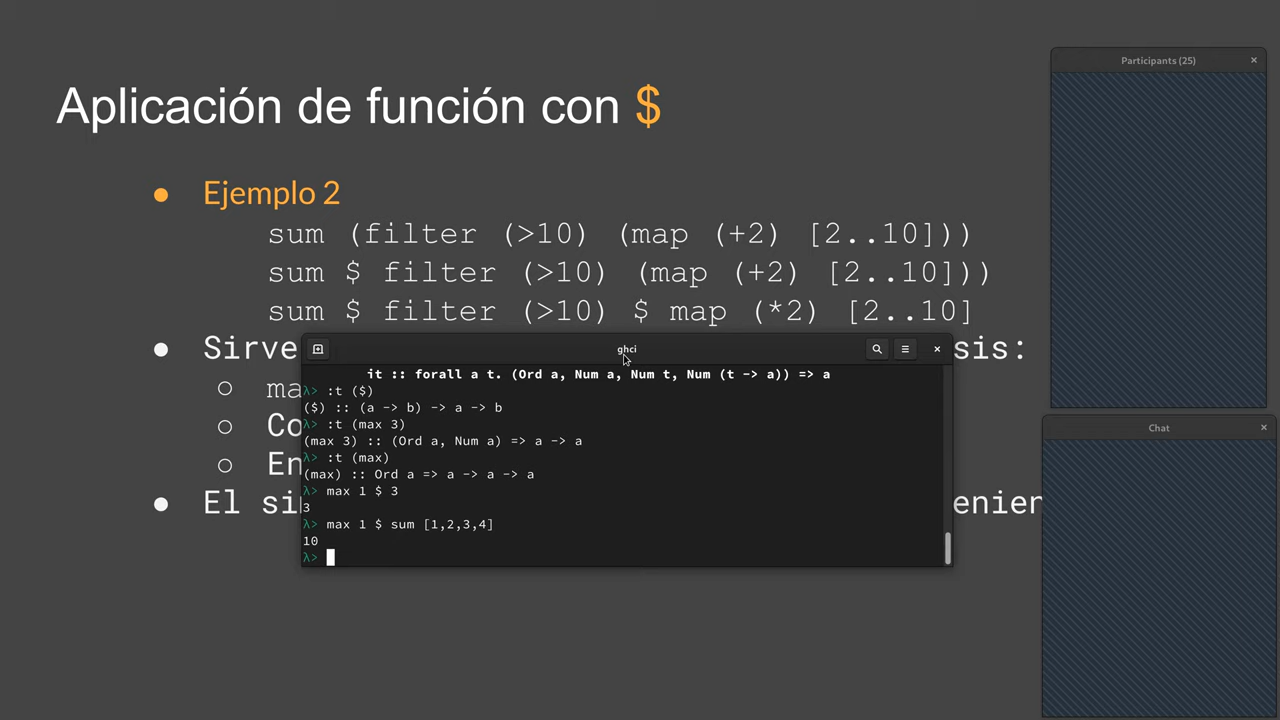 Aplicación de función con $
● Ejemplo 2
sum (filter (>10) (map (+2) [2..10]))
sum $ filter (>10) (map (+2) [2..10]))
sum $ filter (>10) $ map (*2) [2..10]
● Sirve
sis:
○ ma
○ Co
○ En
● El si
enien
ghci
it :: forall a t. (Ord a, Num a, Num t, Num (t -> a)) => a
λ> :t ($)
($) :: (a -> b) -> a -> b
λ> :t (max 3)
(max 3) :: (Ord a, Num a) => a -> a
λ> :t (max)
(max) :: Ord a => a -> a -> a
λ> max 1 $ 3
3
λ> max 1 $ sum [1,2,3,4]
10
λ>
Participants (25)
Chat